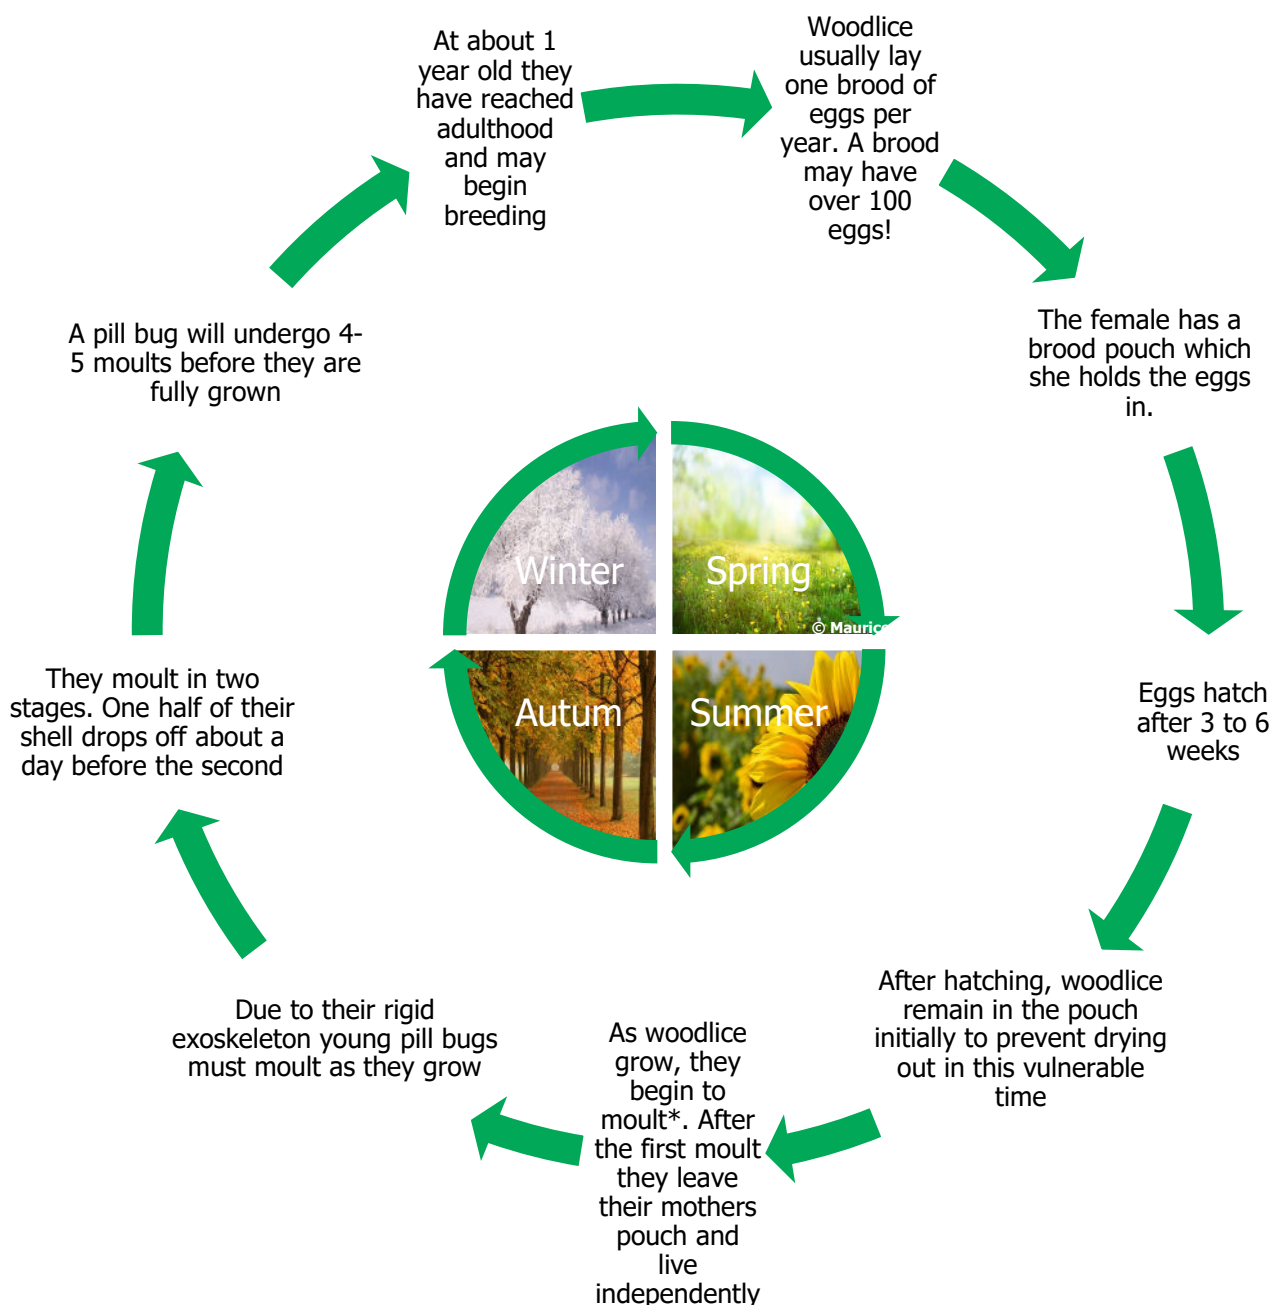 At about 1
year old they
have reached
adulthood
and may
begin
breeding
Woodlice
usually lay
one brood of
eggs per
year. A brood
may have
over 100
eggs!
The female has a
brood pouch which
she holds the eggs
in.
Eggs hatch
after 3 to 6
weeks
After hatching, woodlice
remain in the pouch
initially to prevent drying
out in this vulnerable
time
As woodlice
grow, they
begin to
moult*. After
the first moult
they leave
their mothers
pouch and
live
independently
Due to their rigid
exoskeleton young pill bugs
must moult as they grow
They moult in two
stages. One half of their
shell drops off about a
day before the second
A pill bug will undergo 4-
5 moults before they are
fully grown
Winter
Spring
© Maurice
Autum
Summer